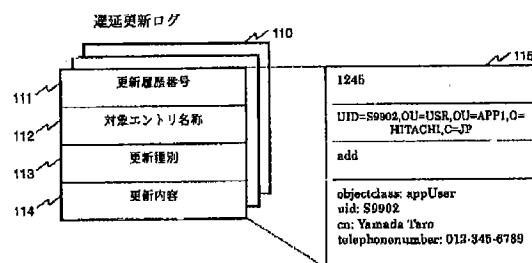 遅延更新ログ
110
115
111
更新履歴番号
1245
112
対象エントリ名称
UID=S9902,OU=USR,OU=APP1,O=
HITACHI,C=JP
113
更新種別
add
114
更新内容
objectclass: appUser
uid: S9902
cn: Yamada Taro
telephonenumber: 012-345-6789